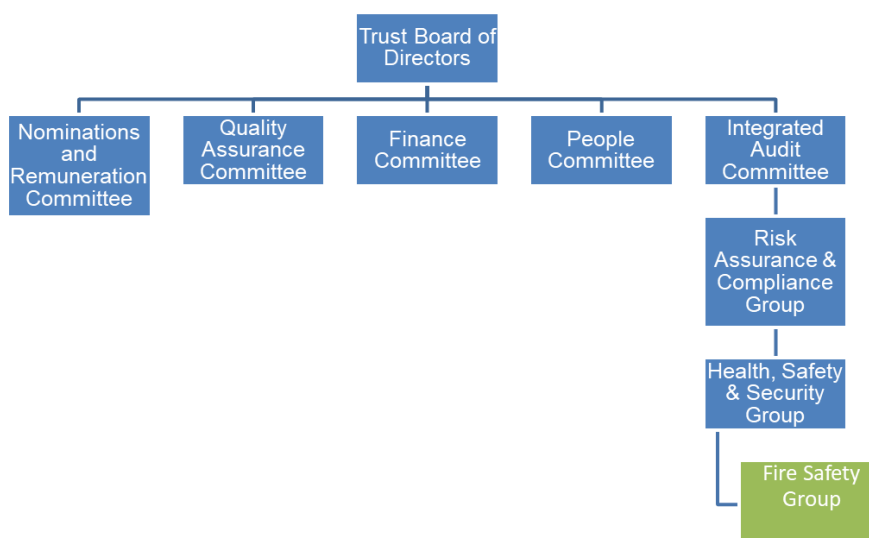 Trust Board of
Directors
Nominations
and
Remuneration
Committee
Quality
Assurance
Committee
Finance
Committee
People
Committee
Integrated
Audit
Committee
Risk
Assurance &
Compliance
Group
Health, Safety
& Security
Group
Fire Safety
Group